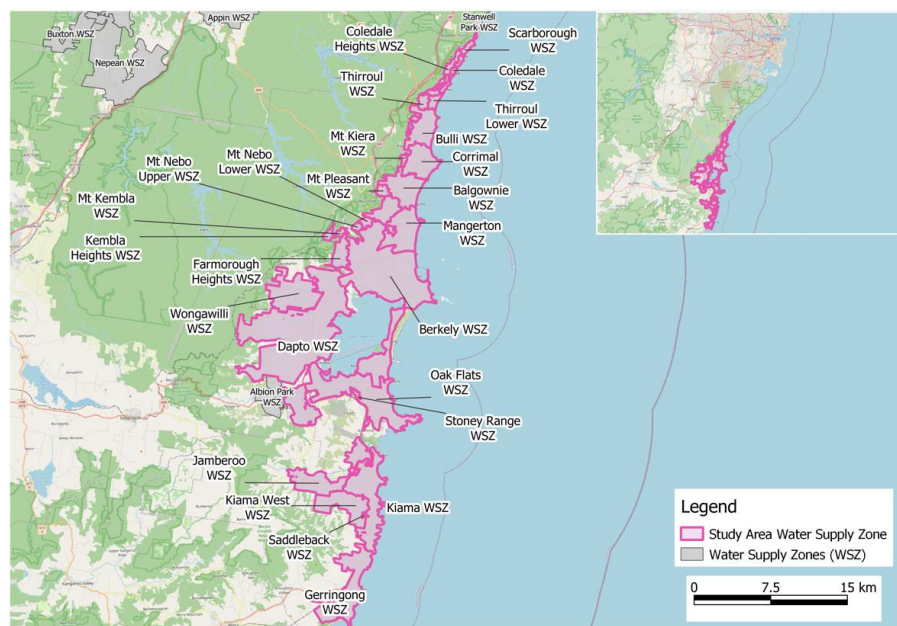 Appin WSZ
Buxton WSZ
Nepean WSZ
Stanwell
Park WSZ
Coledale
Heights WSZ
Scarborough
WSZ
Thirroul
WSZ
Coledale
WSZ
Thirroul
Lower WSZ
Mt Kiera
WSZ
Bulli WSZ
Mt Nebo
Upper WSZ
Mt Nebo
Lower WSZ
Corrimal
WSZ
Mt Pleasant
WSZ
Balgownie
WSZ
Mt Kembla
WSZ
Mangerton
WSZ
Kembla
Heights WSZ
Farmorough
Heights WSZ
Wongawilli
WSZ
Berkely WSZ
Dapto WSZ
Albion Park
WSZ
Oak Flats
WSZ
Stoney Range
WSZ
Jamberoo
WSZ
Kiama West
WSZ
Kiama WSZ
Saddleback
WSZ
Gerringong
WSZ
Legend
Study Area Water Supply Zone
Water Supply Zones (WSZ)
0 7.5 15 km